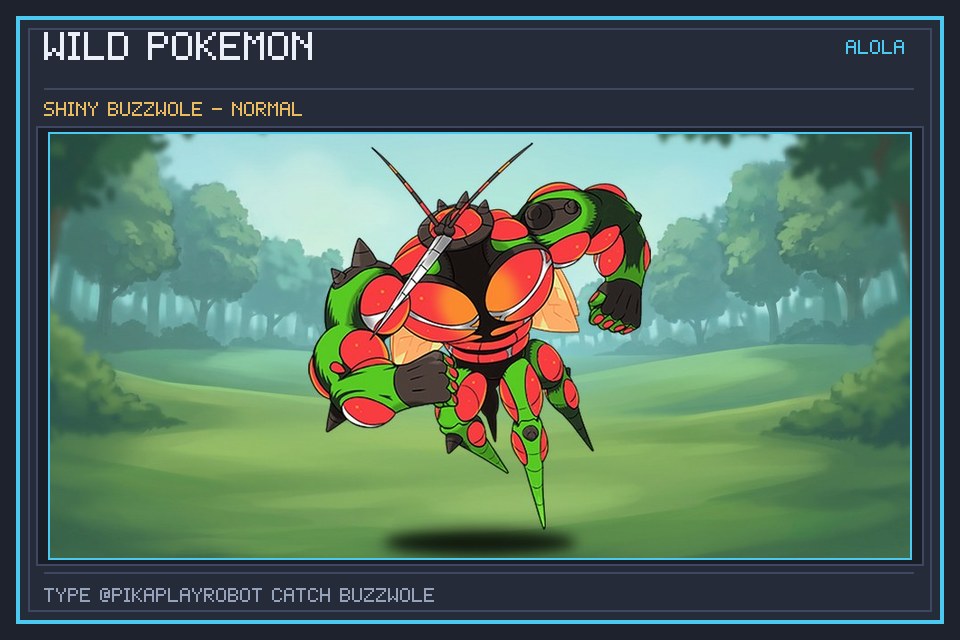 WILD POKEMON
ALOLA
SHINY BUZZWOLE - NORMAL
TYPE @PIKAPLAYROBOT CATCH BUZZWOLE